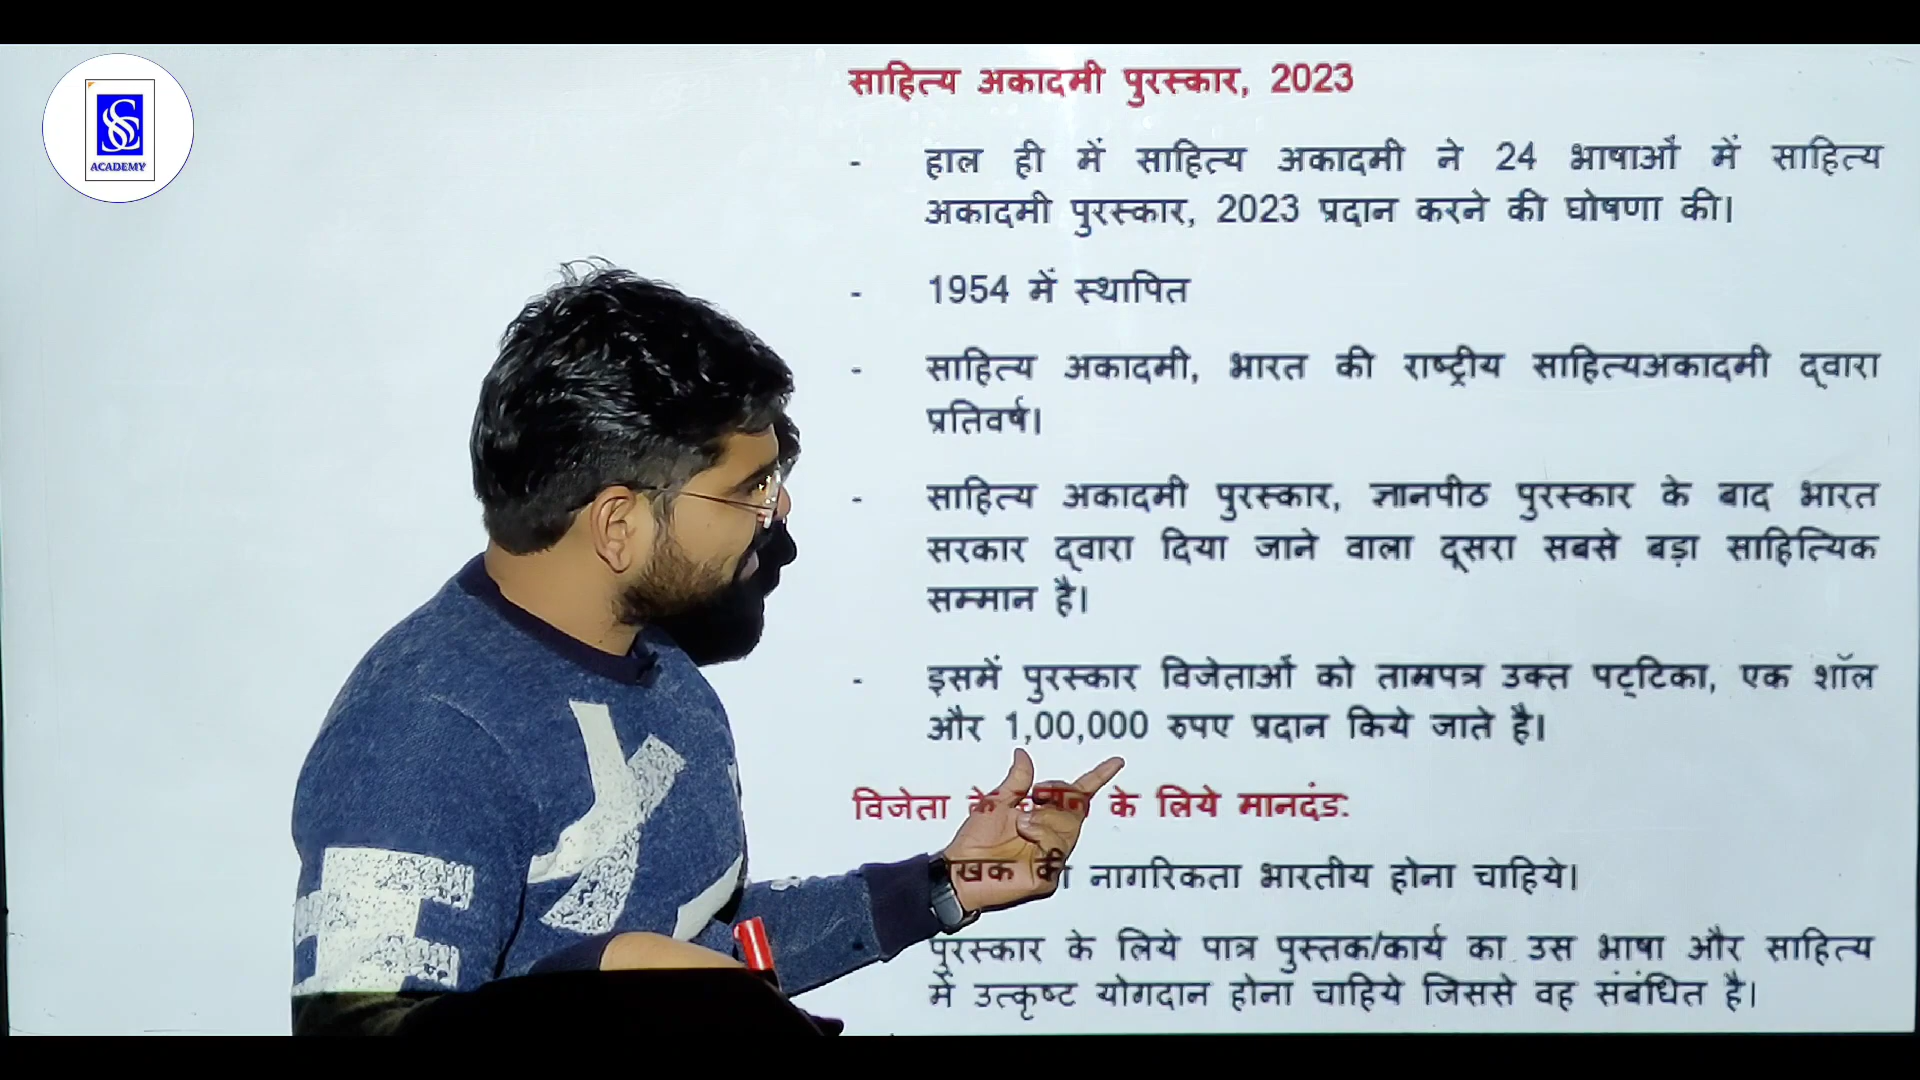 SSC
ACADEMY
साहित्य अकादमी पुरस्कार, 2023
- हाल ही में साहित्य अकादमी ने 24 भाषाओं में साहित्य
अकादमी पुरस्कार, 2023 प्रदान करने की घोषणा की।
- 1954 में स्थापित
- साहित्य अकादमी, भारत की राष्ट्रीय साहित्यअकादमी द्वारा
प्रतिवर्ष।
- साहित्य अकादमी पुरस्कार, ज्ञानपीठ पुरस्कार के बाद भारत
सरकार द्वारा दिया जाने वाला दूसरा सबसे बड़ा साहित्यिक
सम्मान है।
- इसमें पुरस्कार विजेताओं को ताम्रपत्र उक्त पट्टिका, एक शॉल
और 1,00,000 रुपए प्रदान किये जाते है।
विजेता के चयन के लिये मानदंड:
की नागरिकता भारतीय होना चाहिये।
पुरस्कार के लिये पात्र पुस्तक/कार्य का उस भाषा और साहित्य
में उत्कृष्ट योगदान होना चाहिये जिससे वह संबंधित है।